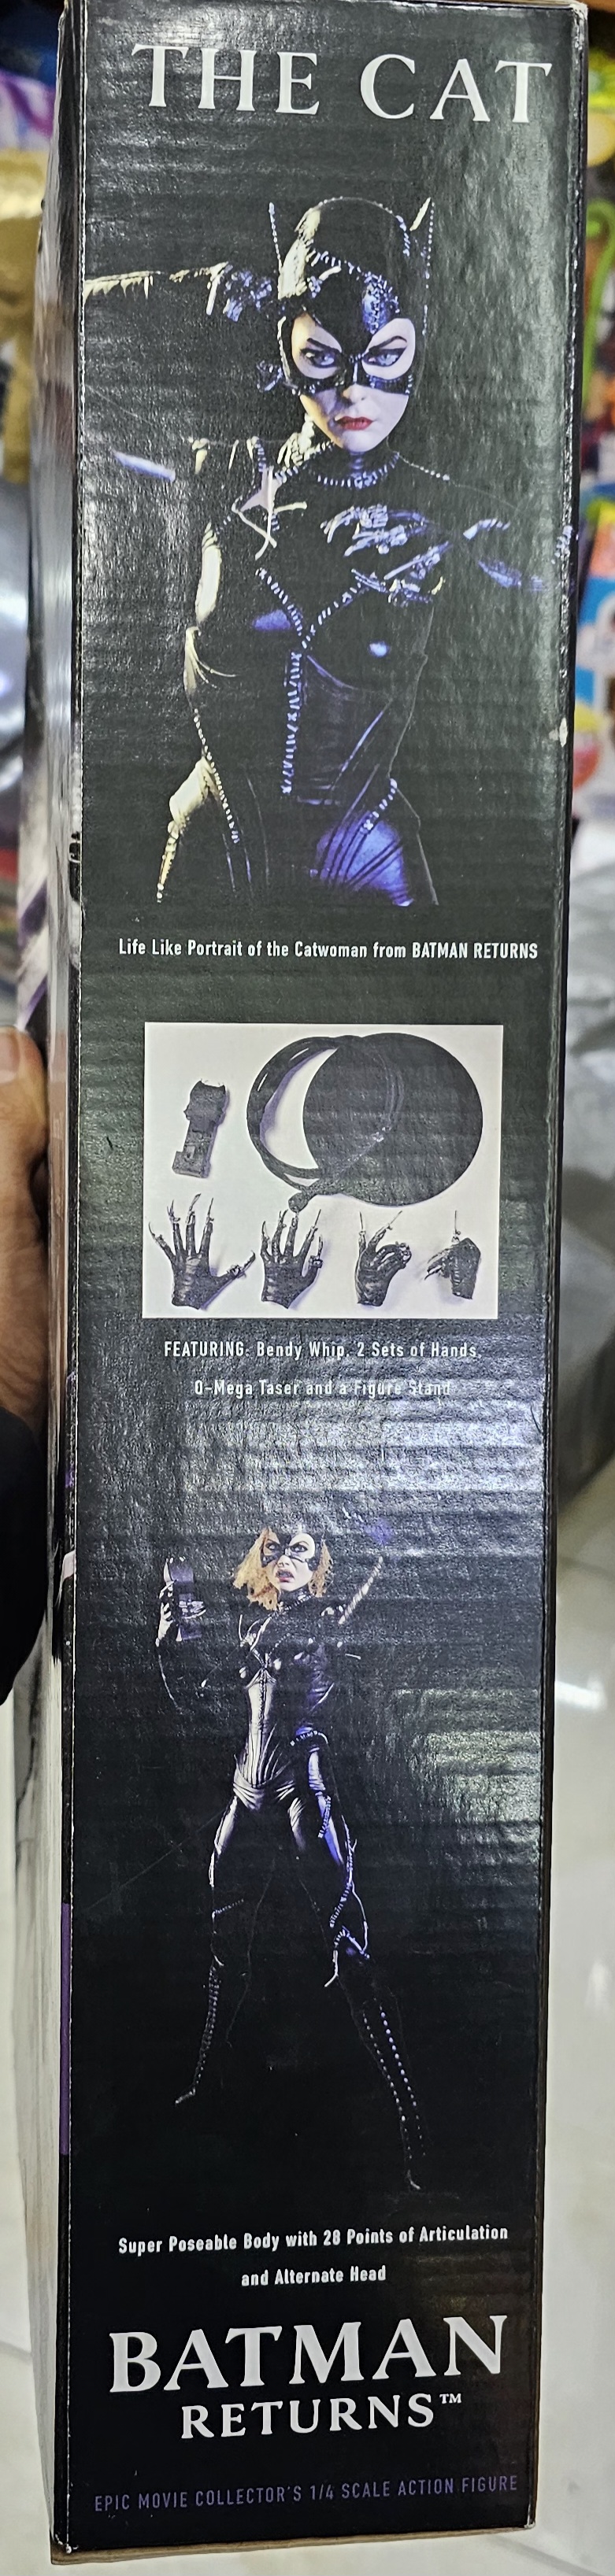 THE CAT
Life Like Portrait of the Catwoman from BATMAN RETURNS
FEATURING: Bendy Whip, 2 Sets of Hands,
O-Mega Taser and a Figure Stand
Super Poseable Body with 28 Points of Articulation
and Alternate Head
BATMAN
RETURNS™
EPIC MOVIE COLLECTOR'S 1/4 SCALE ACTION FIGURE